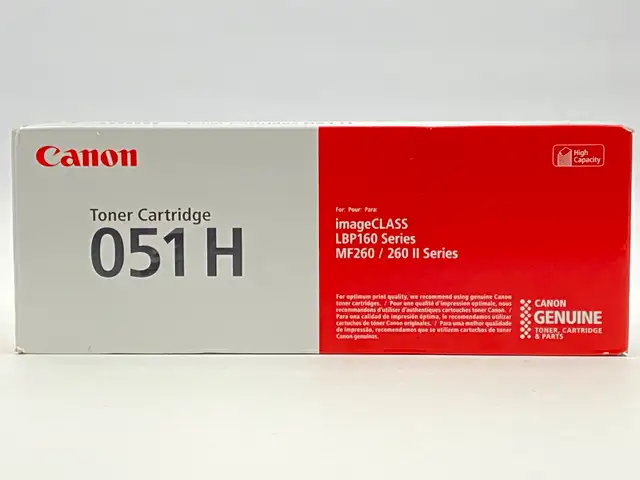 Toner Cartridge 051 H
Canon
Toner Cartridge
051 H
High
Capacity
For: Pour: Para:
imageCLASS
LBP160 Series
MF260 / 260 II Series
For optimum print quality, we recommend using genuine Canon
toner cartridges. / Pour une qualité d'impression optimale, nous
recommandons d'utiliser d'authentiques cartouches toner Canon. /
Para una calidad de impresión óptima, le recomendamos utilizar
cartuchos de tóner Canon originales. / Para uma melhor qualidade
de impressão, recomendamos que se utilizem cartuchos de toner
Canon genuínos.
CANON
GENUINE
TONER, CARTRIDGE
& PARTS